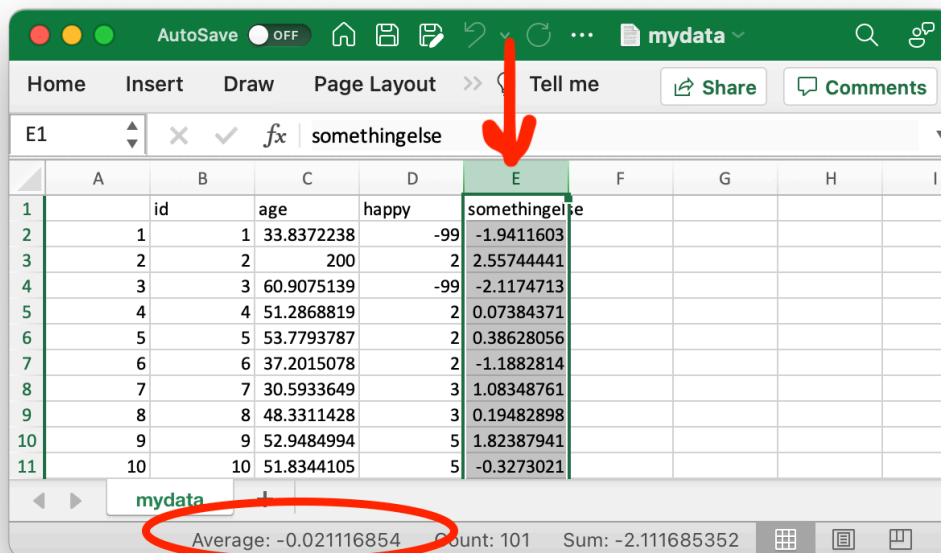 AutoSave OFF mydata
Home Insert Draw Page Layout Tell me Share Comments
E1 fx somethingelse
A B C D E F G H I
1 id age happy somethingelse
2 1 1 33.8372238 -99 -1.9411603
3 2 2 200 2 2.55744441
4 3 3 60.9075139 -99 -2.1174713
5 4 4 51.2868819 2 0.07384371
6 5 5 53.7793787 2 0.38628056
7 6 6 37.2015078 2 -1.1882814
8 7 7 30.5933649 3 1.08348761
9 8 8 48.3311428 3 0.19482898
10 9 9 52.9484994 5 1.82387941
11 10 10 51.8344105 5 -0.3273021
mydata
Average: -0.021116854 Count: 101 Sum: -2.111685352